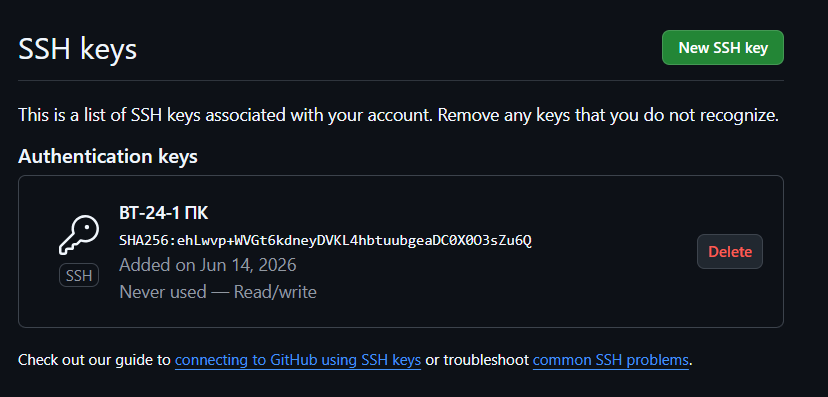 SSH keys
New SSH key
This is a list of SSH keys associated with your account. Remove any keys that you do not recognize.
Authentication keys
ВТ-24-1 ПК
SHA256:ehLwvp+WVGt6kdneyDVKL4hbtuubgeaDC0X0O3sZu6Q
Added on Jun 14, 2026
Never used — Read/write
SSH
Delete
Check out our guide to connecting to GitHub using SSH keys or troubleshoot common SSH problems.